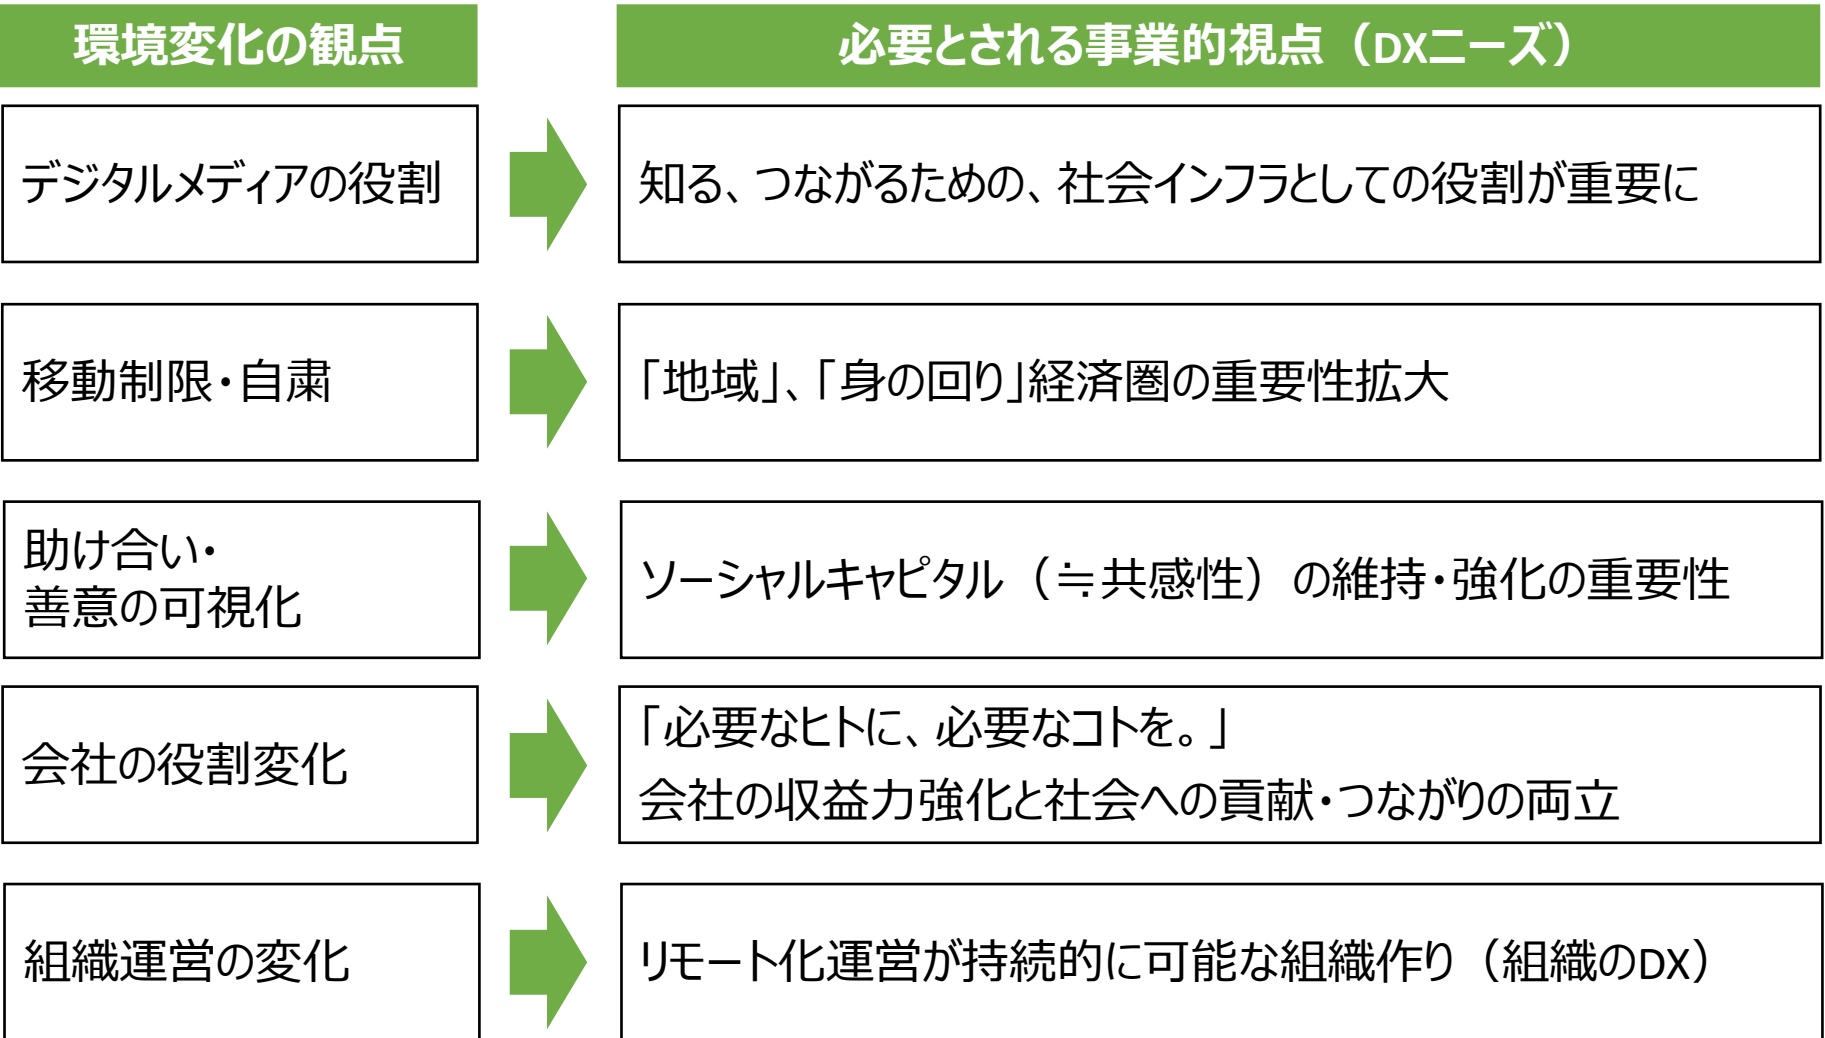 環境変化の観点
必要とされる事業的視点（DXニーズ）
デジタルメディアの役割
知る、つながるための、社会インフラとしての役割が重要に
移動制限・自粛
「地域」、「身の回り」経済圏の重要性拡大
助け合い・
善意の可視化
ソーシャルキャピタル（≒共感性）の維持・強化の重要性
会社の役割変化
「必要なヒトに、必要なコトを。」
会社の収益力強化と社会への貢献・つながりの両立
組織運営の変化
リモート化運営が持続的に可能な組織作り（組織のDX）